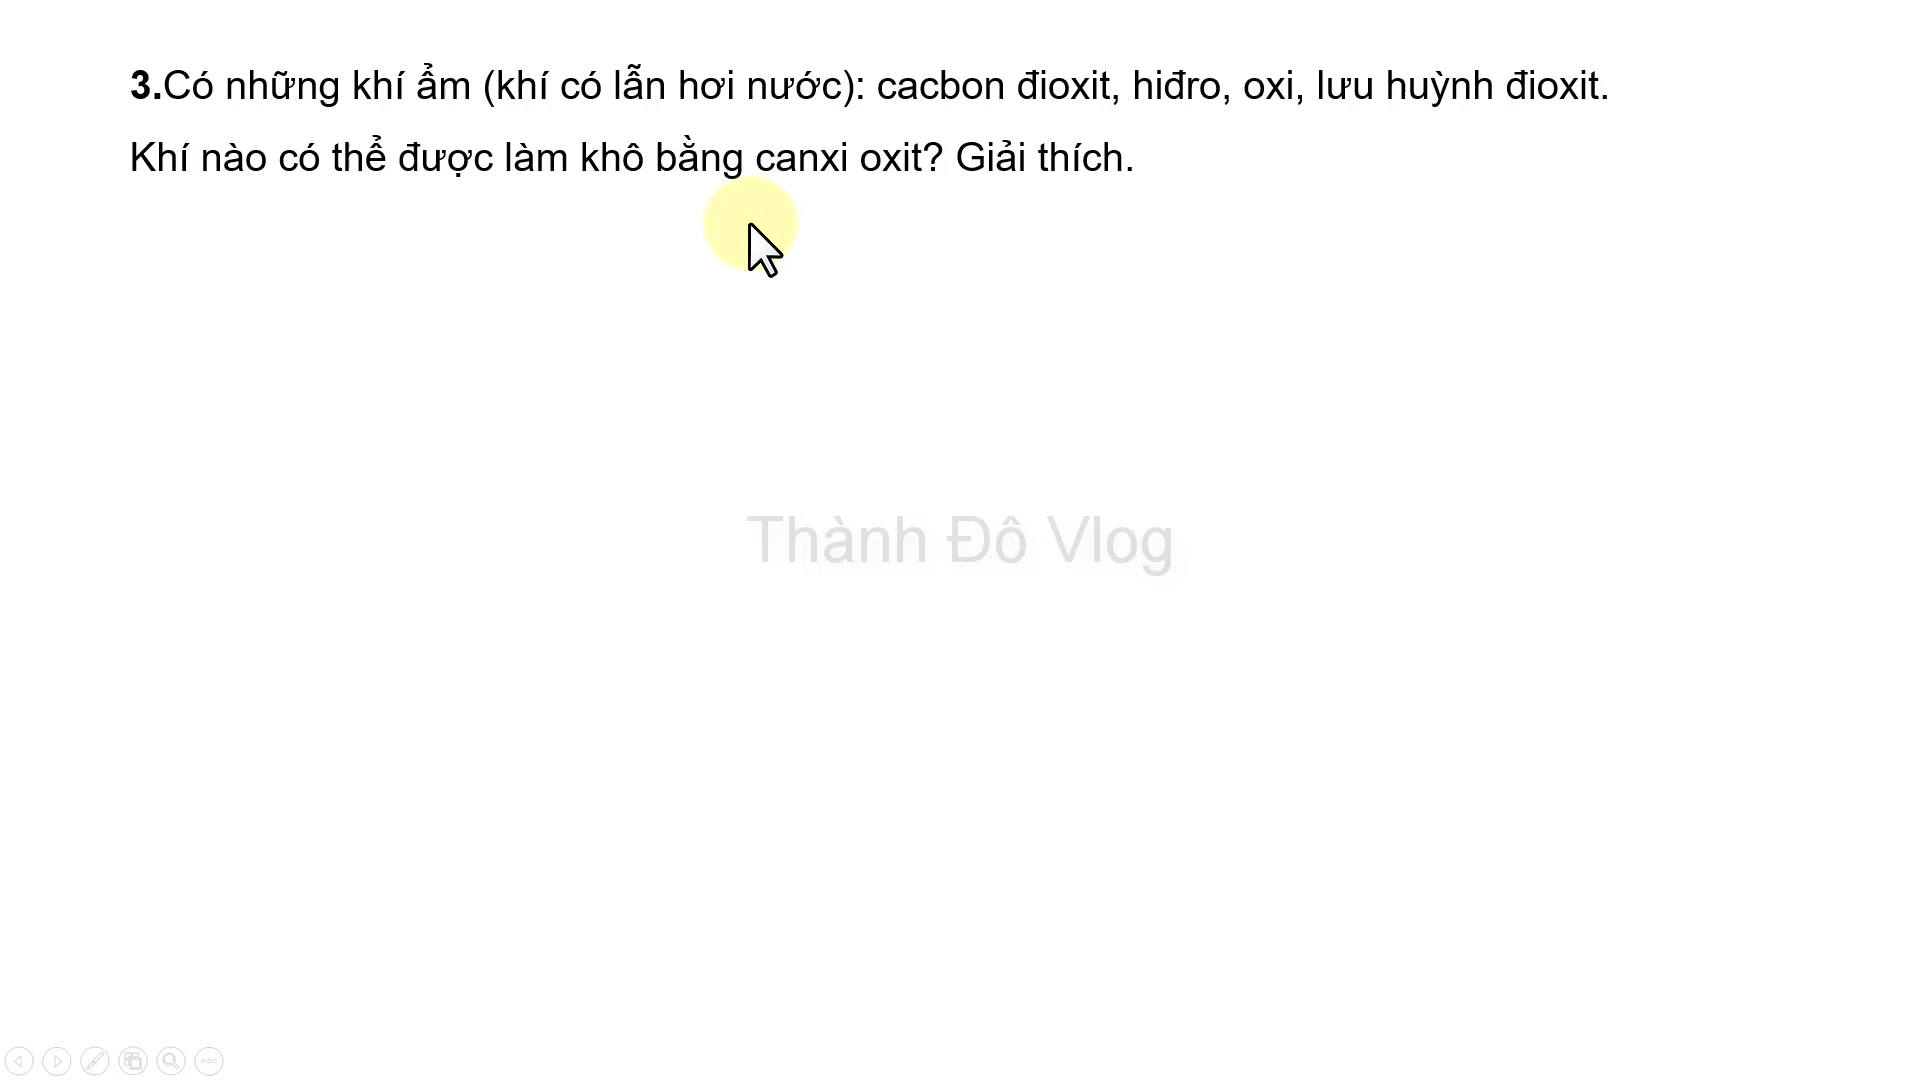 3.Có những khí ẩm (khí có lẫn hơi nước): cacbon đioxit, hiđro, oxi, lưu huỳnh đioxit.
Khí nào có thể được làm khô bằng canxi oxit? Giải thích.
Thành Đô Vlog